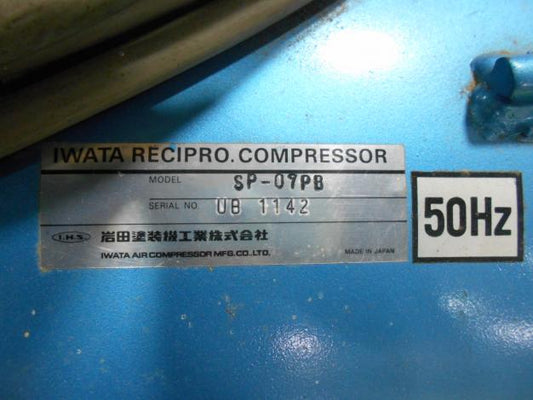 IWATA RECIPRO. COMPRESSOR
MODEL SP-07PB
SERIAL NO. UB 1142
I.H.S. 岩田塗装機工業株式会社
MADE IN JAPAN
IWATA AIR COMPRESSOR MFG.CO.LTD.
50Hz